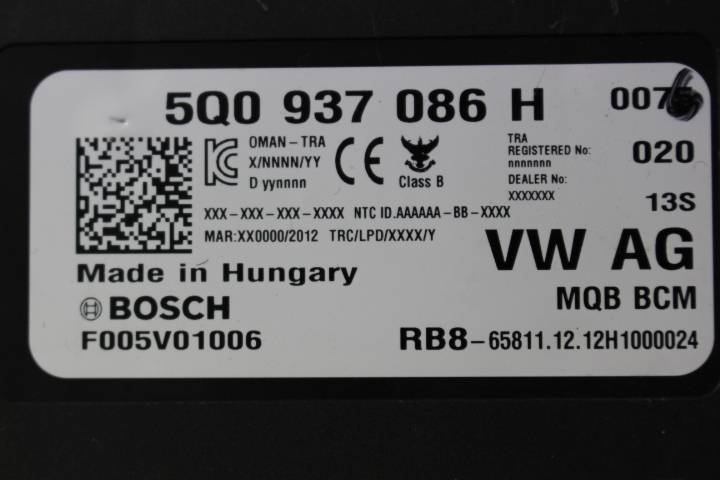 5Q0 937 086 H
OMAN-TRA
X/NNNN/YY
D yynnnn
CE
Class B
TRA
REGISTERED No:
nnnnnnn
DEALER No:
XXXXXXX
020
13S
XXX-XXX-XXX-XXXX NTC ID.AAAAAA-BB-XXXX
MAR:XX0000/2012 TRC/LPD/XXXX/Y
VW AG
Made in Hungary
MQB BCM
BOSCH
F005V01006
RB8-65811.12.12H1000024